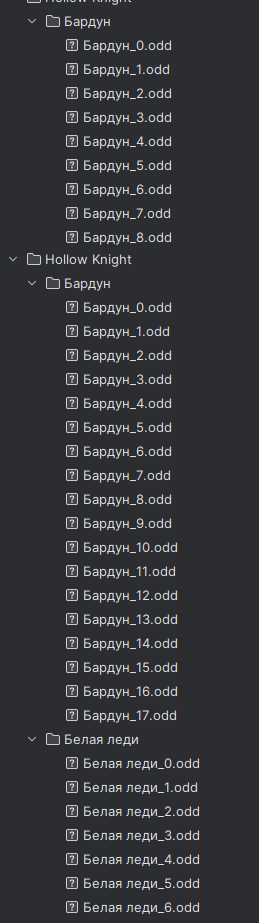 Hollow Knight
Бардун
Бардун_0.odd
Бардун_1.odd
Бардун_2.odd
Бардун_3.odd
Бардун_4.odd
Бардун_5.odd
Бардун_6.odd
Бардун_7.odd
Бардун_8.odd
Hollow Knight
Бардун
Бардун_0.odd
Бардун_1.odd
Бардун_2.odd
Бардун_3.odd
Бардун_4.odd
Бардун_5.odd
Бардун_6.odd
Бардун_7.odd
Бардун_8.odd
Бардун_9.odd
Бардун_10.odd
Бардун_11.odd
Бардун_12.odd
Бардун_13.odd
Бардун_14.odd
Бардун_15.odd
Бардун_16.odd
Бардун_17.odd
Белая леди
Белая леди_0.odd
Белая леди_1.odd
Белая леди_2.odd
Белая леди_3.odd
Белая леди_4.odd
Белая леди_5.odd
Белая леди_6.odd